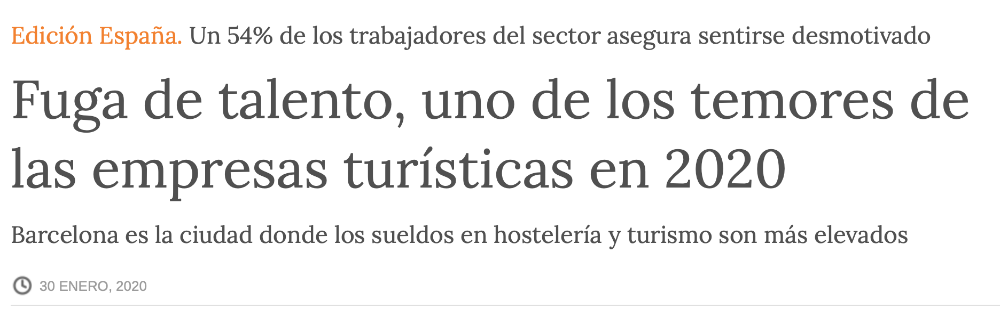 Edición España. Un 54% de los trabajadores del sector asegura sentirse desmotivado
Fuga de talento, uno de los temores de
las empresas turísticas en 2020
Barcelona es la ciudad donde los sueldos en hostelería y turismo son más elevados
30 ENERO, 2020